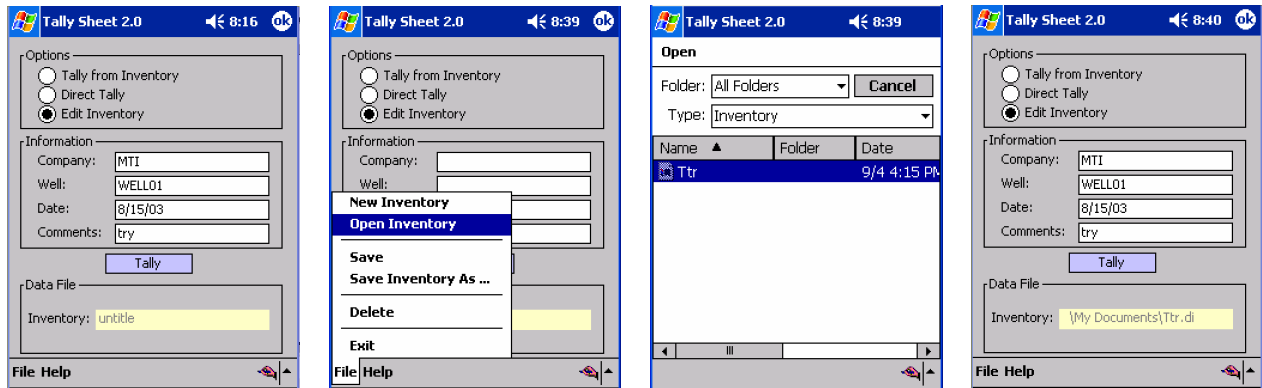 Tally Sheet 2.0 8:16 ok
Options
Tally from Inventory
Direct Tally
Edit Inventory
Information
Company: MTI
Well: WELL01
Date: 8/15/03
Comments: try
Tally
Data File
Inventory: untitle
File Help
Tally Sheet 2.0 8:39 ok
Options
Tally from Inventory
Direct Tally
Edit Inventory
Information
Company:
Well:
New Inventory
Open Inventory
Save
Save Inventory As ...
Delete
Exit
File Help
Tally Sheet 2.0 8:39
Open
Folder: All Folders Cancel
Type: Inventory
Name Folder Date
Ttr 9/4 4:15 PM
Tally Sheet 2.0 8:40 ok
Options
Tally from Inventory
Direct Tally
Edit Inventory
Information
Company: MTI
Well: WELL01
Date: 8/15/03
Comments: try
Tally
Data File
Inventory: \My Documents\Ttr.di
File Help